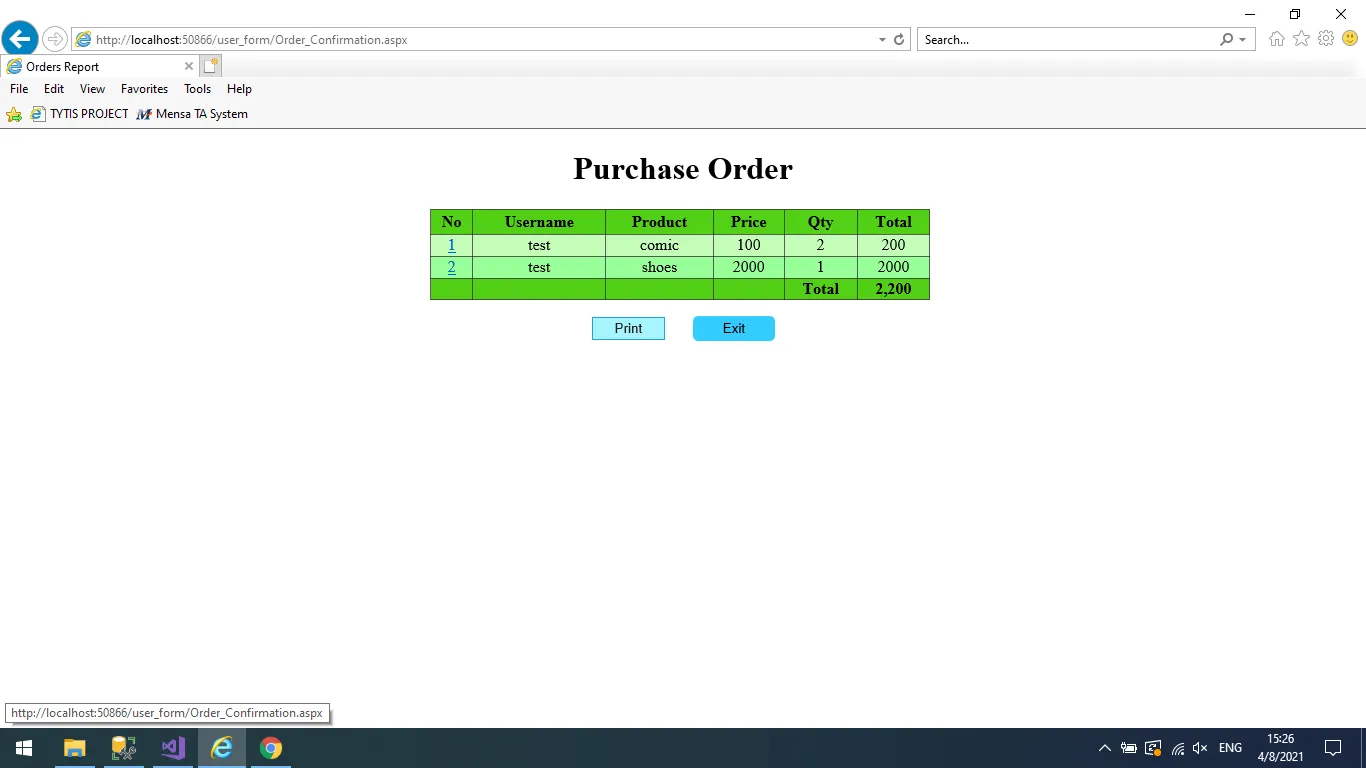 http://localhost:50866/user_form/Order_Confirmation.aspx
Search...
Orders Report
File Edit View Favorites Tools Help
TYTIS PROJECT Mensa TA System
Purchase Order
No Username Product Price Qty Total
1 test comic 100 2 200
2 test shoes 2000 1 2000
Total 2,200
Print Exit
http://localhost:50866/user_form/Order_Confirmation.aspx
ENG
15:26
4/8/2021